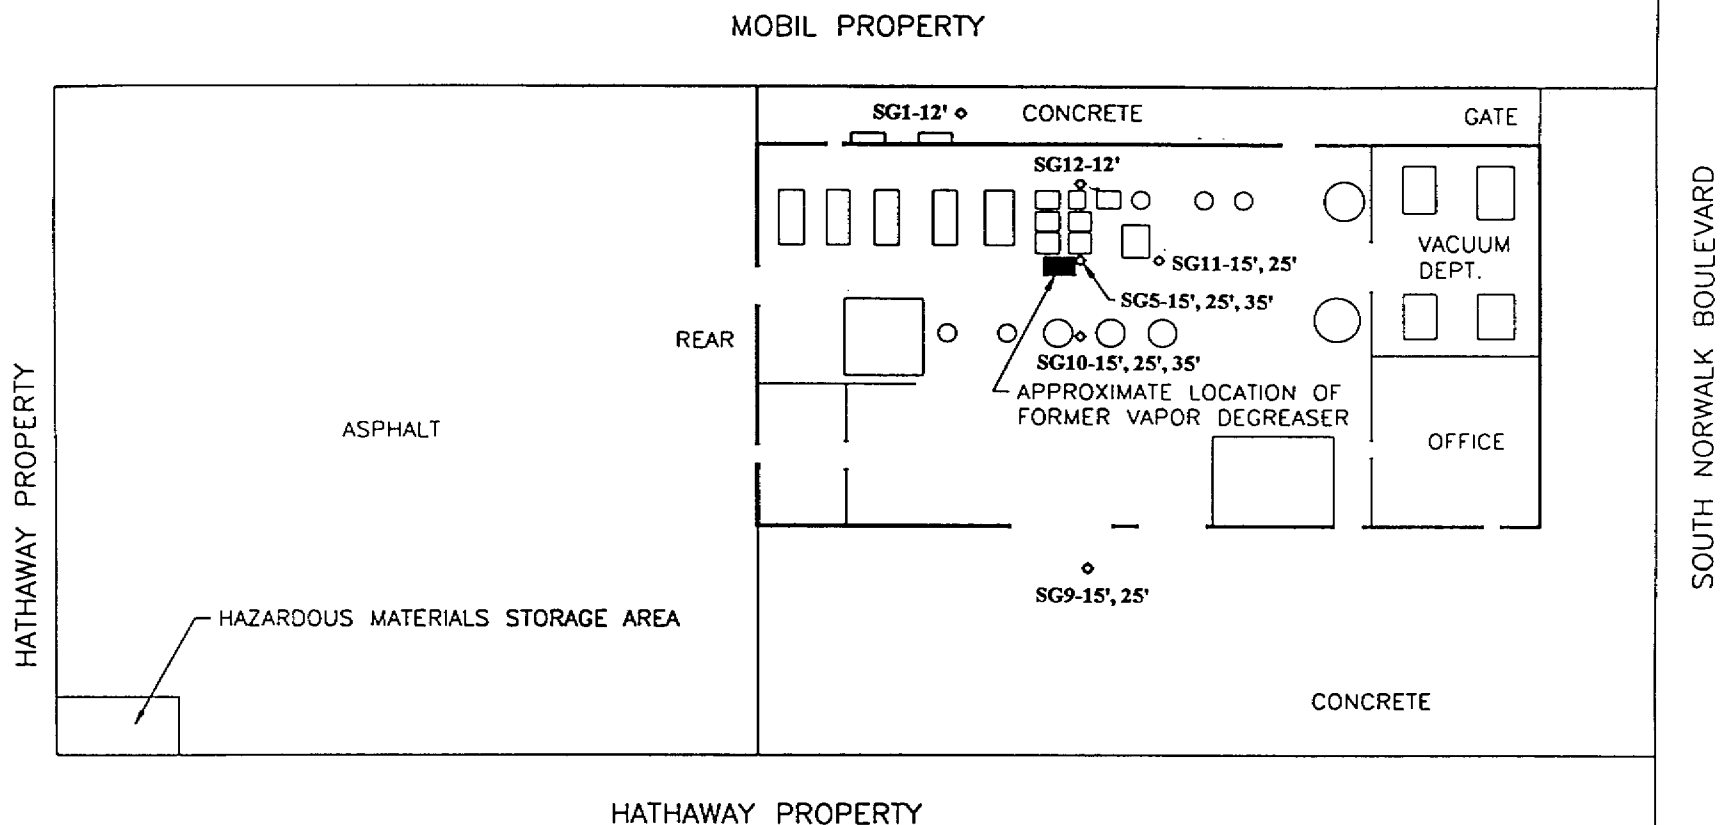 MOBIL PROPERTY
SG1-12'
CONCRETE
GATE
SG12-12'
VACUUM
DEPT.
SG11-15', 25'
SG5-15', 25', 35'
REAR
SG10-15', 25', 35'
APPROXIMATE LOCATION OF
FORMER VAPOR DEGREASER
ASPHALT
OFFICE
HATHAWAY PROPERTY
SOUTH NORWALK BOULEVARD
SG9-15', 25'
HAZARDOUS MATERIALS STORAGE AREA
CONCRETE
HATHAWAY PROPERTY